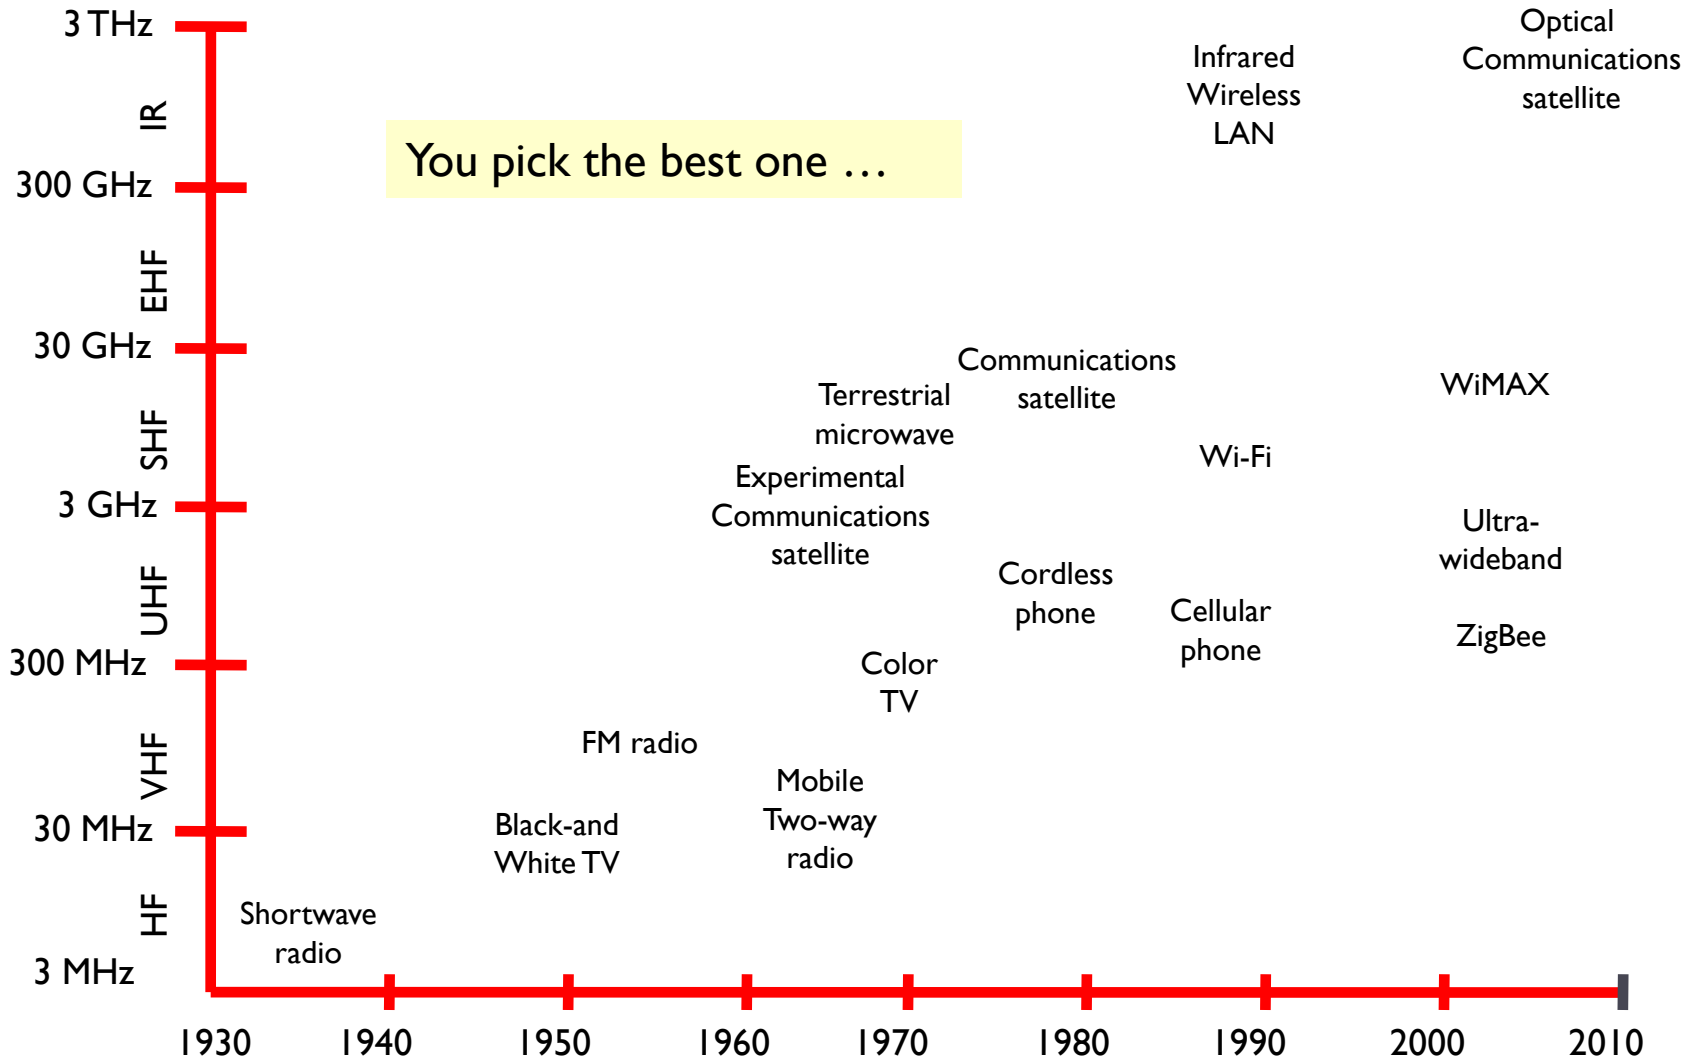 3 THz
IR
300 GHz
EHF
30 GHz
SHF
3 GHz
UHF
300 MHz
VHF
30 MHz
HF
3 MHz
You pick the best one …
Infrared
Wireless
LAN
Optical
Communications
satellite
Communications
satellite
Terrestrial
microwave
WiMAX
Wi-Fi
Experimental
Communications
satellite
Ultra-
wideband
Cordless
phone
Cellular
phone
ZigBee
Color
TV
FM radio
Mobile
Two-way
radio
Black-and
White TV
Shortwave
radio
1930 1940 1950 1960 1970 1980 1990 2000 2010